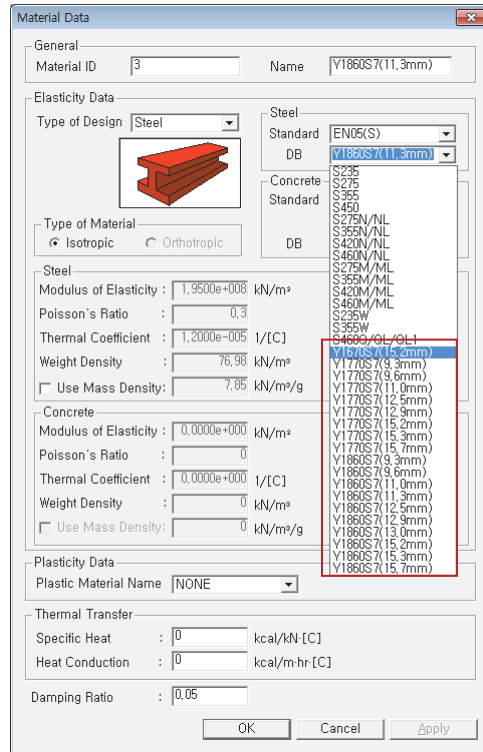 Material Data
General
Material ID 3 Name Y1860S7(11,3mm)
Elasticity Data
Type of Design Steel
Steel
Standard EN05(S)
DB Y1860S7(11,3mm)
Concrete
Standard
DB
S235
S275
S355
S450
S275N/NL
S355N/NL
S420N/NL
S460N/NL
S275M/ML
S355M/ML
S420M/ML
S460M/ML
S235W
S355W
S460Q/QL/QL1
Y1670S7(15,2mm)
Y1770S7(9,3mm)
Y1770S7(9,6mm)
Y1770S7(11,0mm)
Y1770S7(12,5mm)
Y1770S7(12,9mm)
Y1770S7(15,2mm)
Y1770S7(15,3mm)
Y1770S7(15,7mm)
Y1860S7(9,3mm)
Y1860S7(9,6mm)
Y1860S7(11,0mm)
Y1860S7(11,3mm)
Y1860S7(12,5mm)
Y1860S7(12,9mm)
Y1860S7(13,0mm)
Y1860S7(15,2mm)
Y1860S7(15,3mm)
Y1860S7(15,7mm)
Type of Material
Isotropic Orthotropic
Steel
Modulus of Elasticity : 1,9500e+008 kN/m²
Poisson's Ratio : 0,3
Thermal Coefficient : 1,2000e-005 1/[C]
Weight Density : 76,98 kN/m³
Use Mass Density: 7,85 kN/m³/g
Concrete
Modulus of Elasticity : 0,0000e+000 kN/m²
Poisson's Ratio : 0
Thermal Coefficient : 0,0000e+000 1/[C]
Weight Density : 0 kN/m³
Use Mass Density: 0 kN/m³/g
Plasticity Data
Plastic Material Name NONE
Thermal Transfer
Specific Heat : 0 kcal/kN·[C]
Heat Conduction : 0 kcal/m·hr·[C]
Damping Ratio : 0,05
OK Cancel Apply